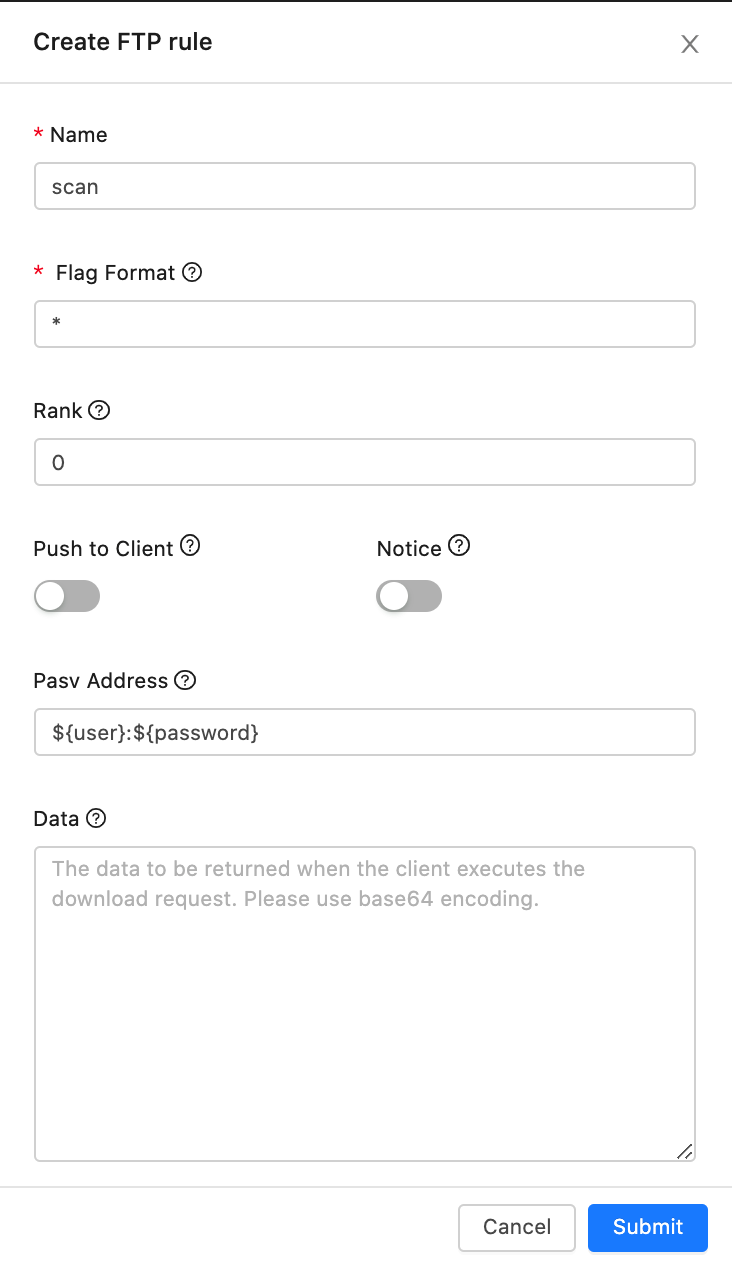 Create FTP rule
* Name
scan
* Flag Format
*
Rank
0
Push to Client Notice
Pasv Address
${user}:${password}
Data
The data to be returned when the client executes the
download request. Please use base64 encoding.
Cancel Submit